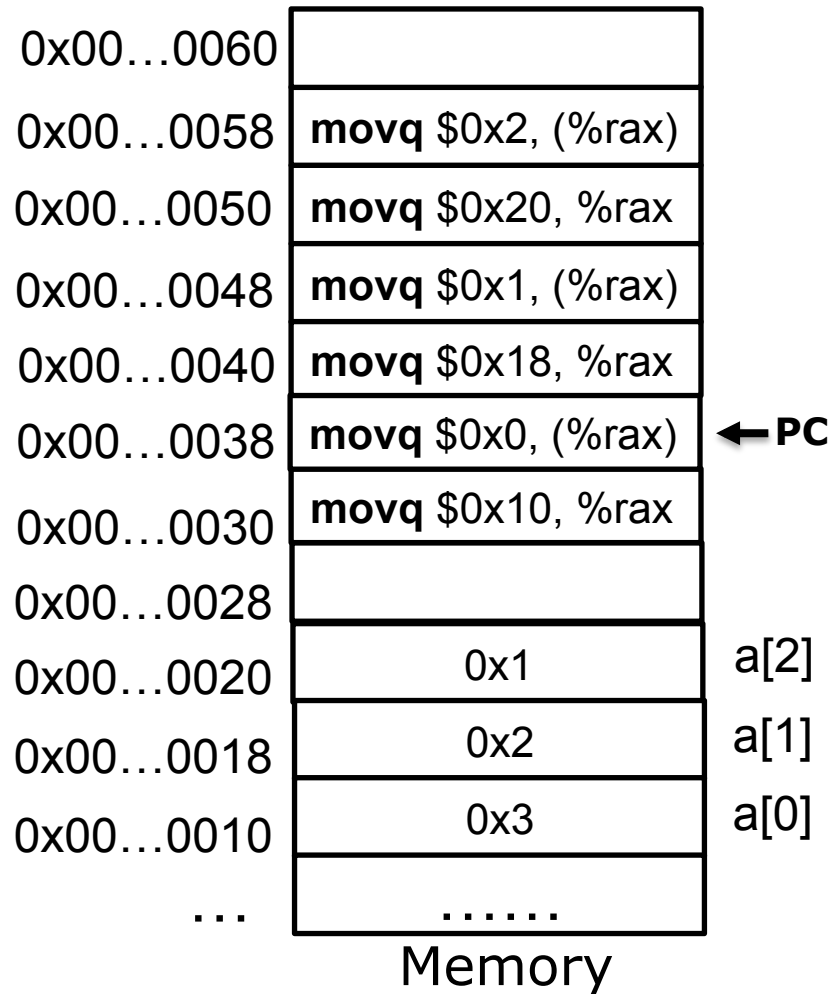 0x00…0060
0x00…0058 movq $0x2, (%rax)
0x00…0050 movq $0x20, %rax
0x00…0048 movq $0x1, (%rax)
0x00…0040 movq $0x18, %rax
0x00…0038 movq $0x0, (%rax) PC
0x00…0030 movq $0x10, %rax
0x00…0028
0x00…0020 0x1 a[2]
0x00…0018 0x2 a[1]
0x00…0010 0x3 a[0]
… ……
Memory